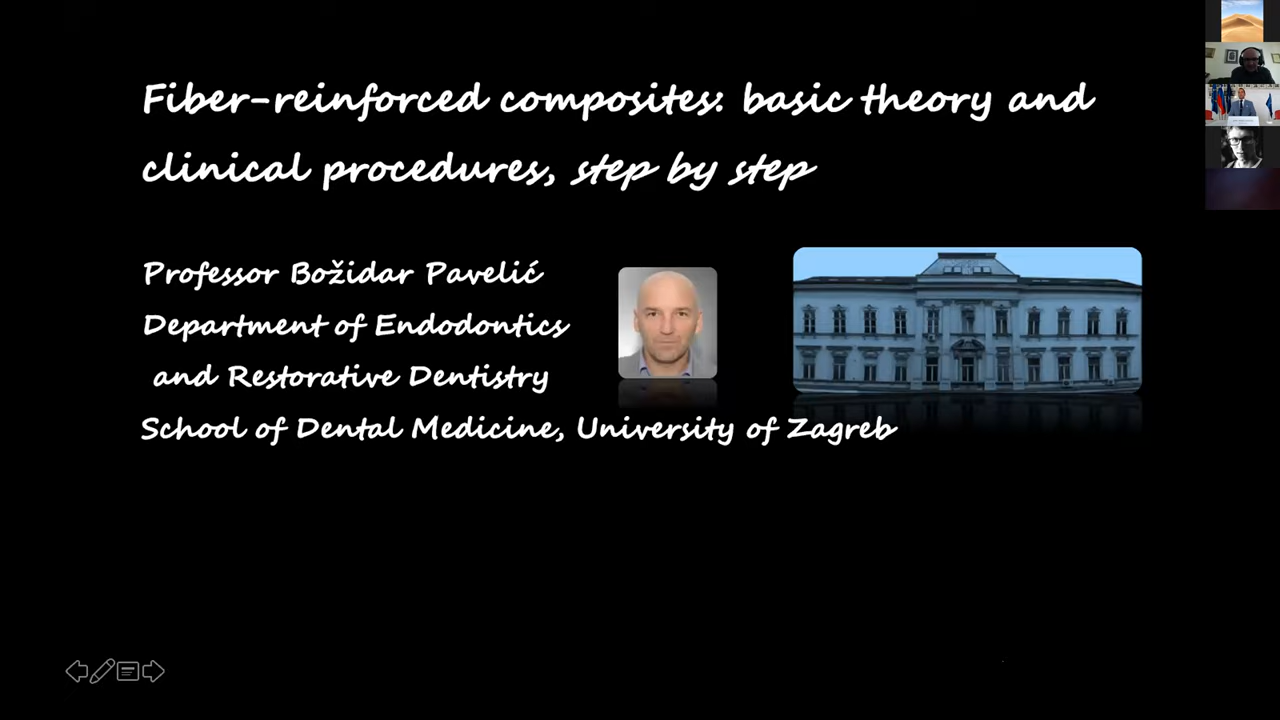 Fiber-reinforced composites: basic theory and
clinical procedures, step by step
Professor Božidar Pavelić
Department of Endodontics
and Restorative Dentistry
School of Dental Medicine, University of Zagreb